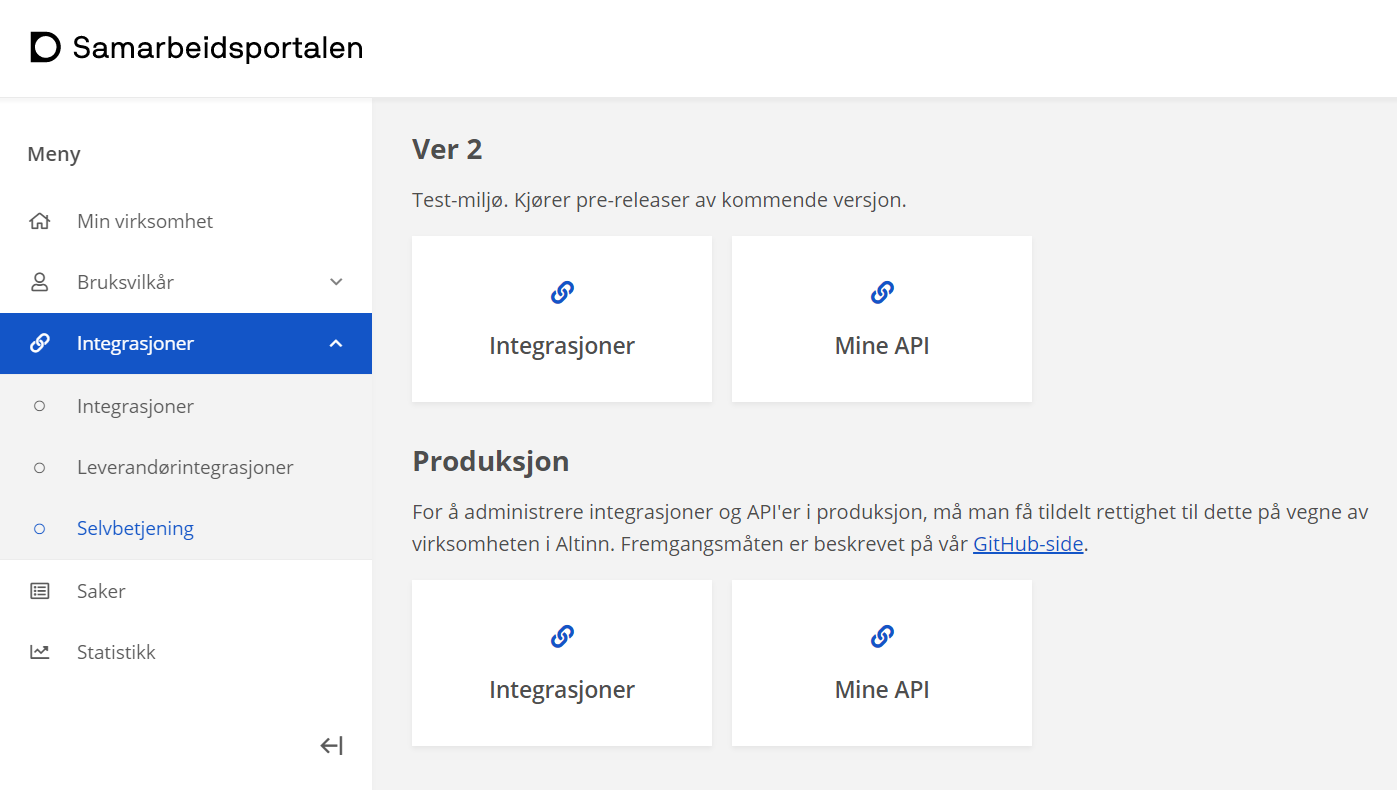 Samarbeidsportalen
Meny
Min virksomhet
Bruksvilkår
Integrasjoner
Integrasjoner
Leverandørintegrasjoner
Selvbetjening
Saker
Statistikk
Ver 2
Test-miljø. Kjører pre-releaser av kommende versjon.
Integrasjoner
Mine API
Produksjon
For å administrere integrasjoner og API'er i produksjon, må man få tildelt rettighet til dette på vegne av
virksomheten i Altinn. Fremgangsmåten er beskrevet på vår GitHub-side.
Integrasjoner
Mine API